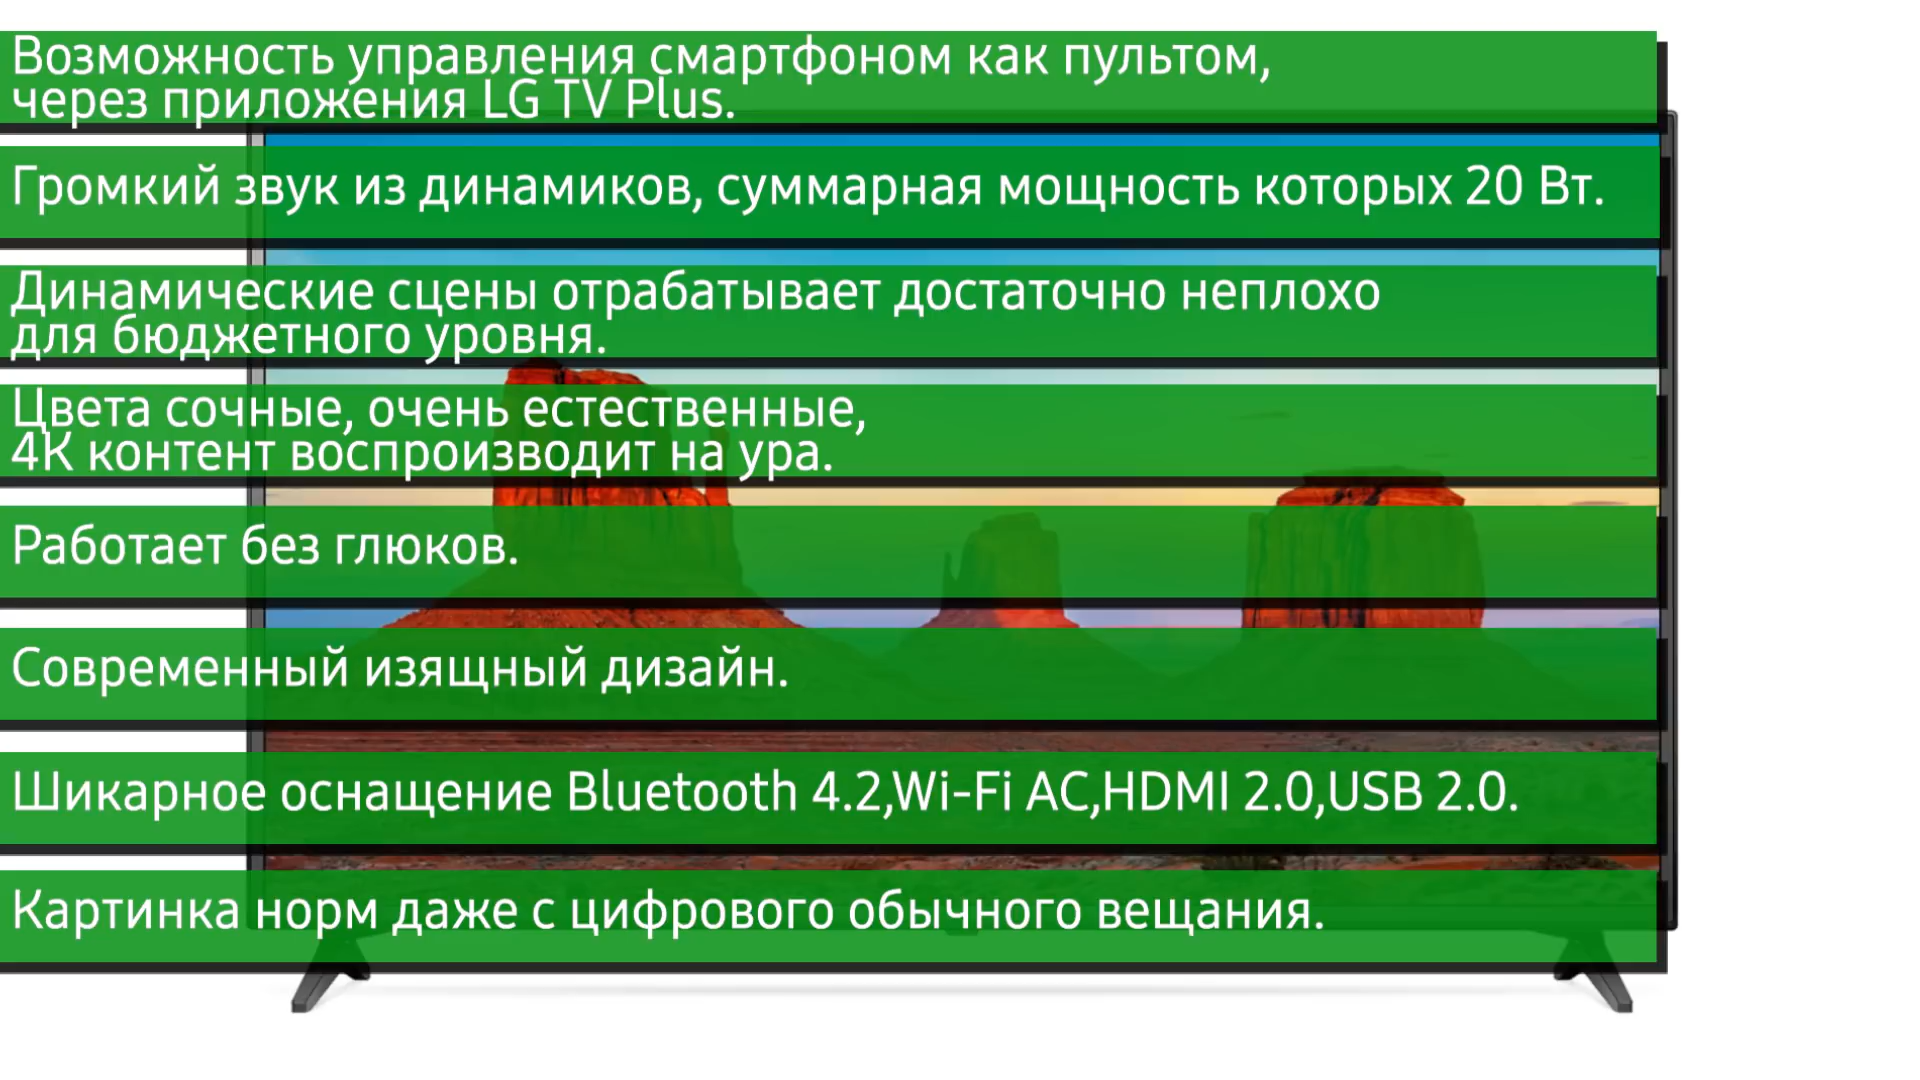 Возможность управления смартфоном как пультом,
через приложения LG TV Plus.
Громкий звук из динамиков, суммарная мощность которых 20 Вт.
Динамические сцены отрабатывает достаточно неплохо
для бюджетного уровня.
Цвета сочные, очень естественные,
4К контент воспроизводит на ура.
Работает без глюков.
Современный изящный дизайн.
Шикарное оснащение Bluetooth 4.2,Wi-Fi AC,HDMI 2.0,USB 2.0.
Картинка норм даже с цифрового обычного вещания.